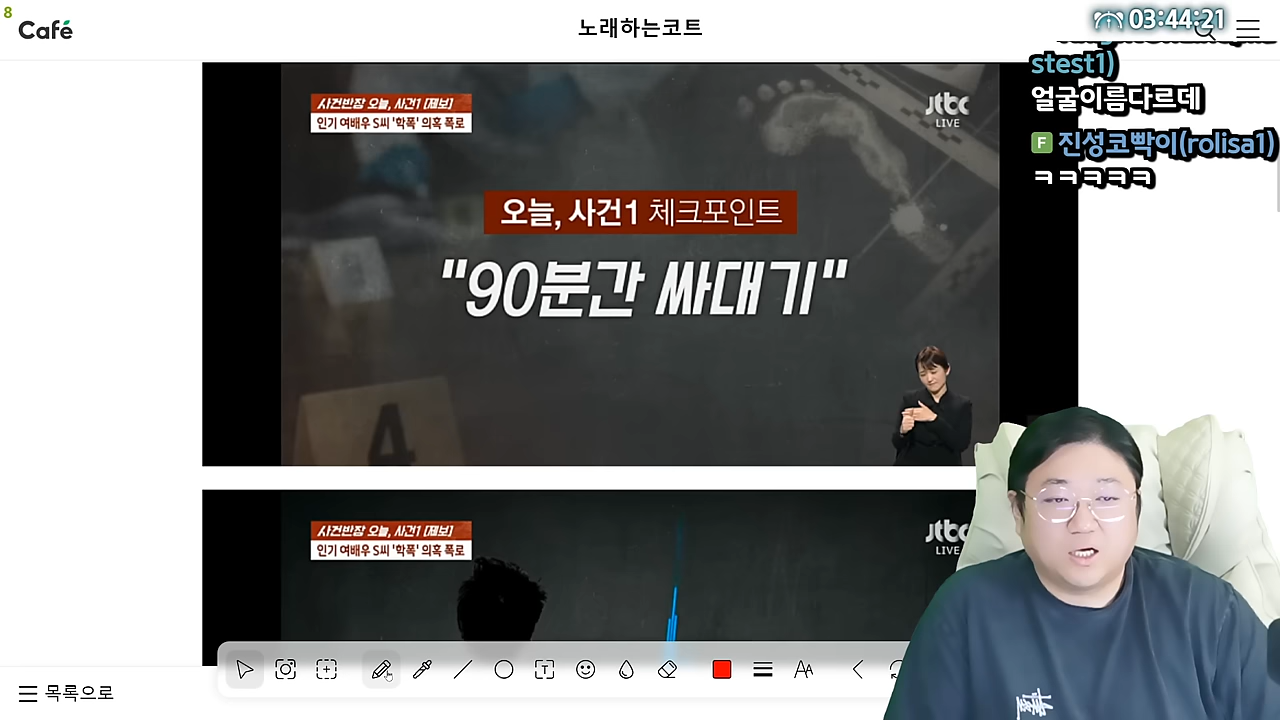 8
Café
노래하는코트
03:44:21
stest1)
얼굴이름다르데
F 진성코빡이(rolisa1)
ㅋㅋㅋㅋㅋ
사건반장 오늘, 사건1 [제보]
인기 여배우 S씨 '학폭' 의혹 폭로
jtbc
LIVE
오늘, 사건1 체크포인트
"90분간 싸대기"
4
사건반장 오늘, 사건1 [제보]
인기 여배우 S씨 '학폭' 의혹 폭로
jtbc
LIVE
T
AA
목록으로